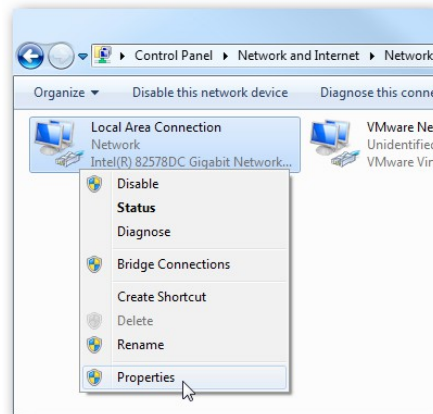 Control Panel Network and Internet Network
Organize Disable this network device Diagnose this conne
Local Area Connection
Network
Intel(R) 82578DC Gigabit Network...
VMware Ne
Unidentified
VMware Vir
Disable
Status
Diagnose
Bridge Connections
Create Shortcut
Delete
Rename
Properties